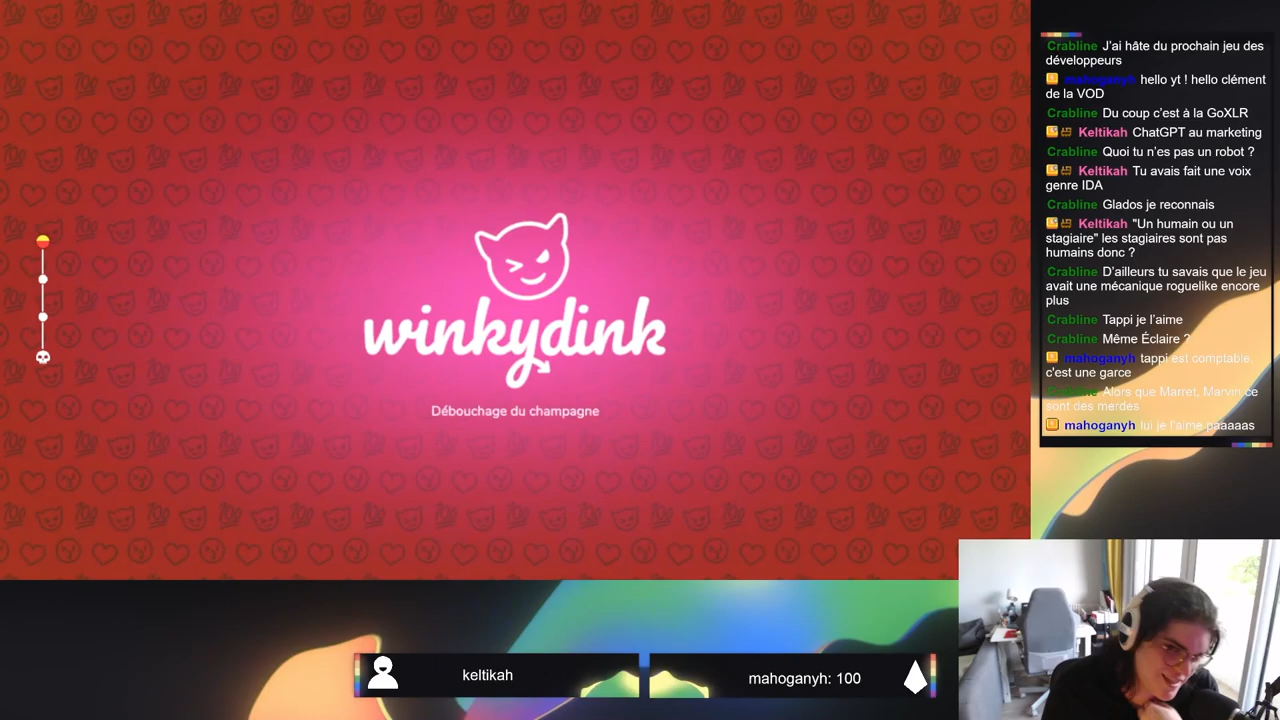 winkydink
Débouchage du champagne
Crabline J'ai hâte du prochain jeu des
développeurs
mahoganyh hello yt ! hello clément
de la VOD
Crabline Du coup c'est à la GoXLR
Keltikah ChatGPT au marketing
Crabline Quoi tu n'es pas un robot ?
Keltikah Tu avais fait une voix
genre IDA
Crabline Glados je reconnais
Keltikah "Un humain ou un
stagiaire" les stagiaires sont pas
humains donc ?
Crabline D'ailleurs tu savais que le jeu
avait une mécanique roguelike encore
plus
Crabline Tappi je l'aime
Crabline Même Éclaire ?
mahoganyh tappi est comptable,
c'est une garce
Crabline Alors que Marret, Marvin ce
sont des merdes
mahoganyh lui je l'aime paaaaas
keltikah
mahoganyh: 100